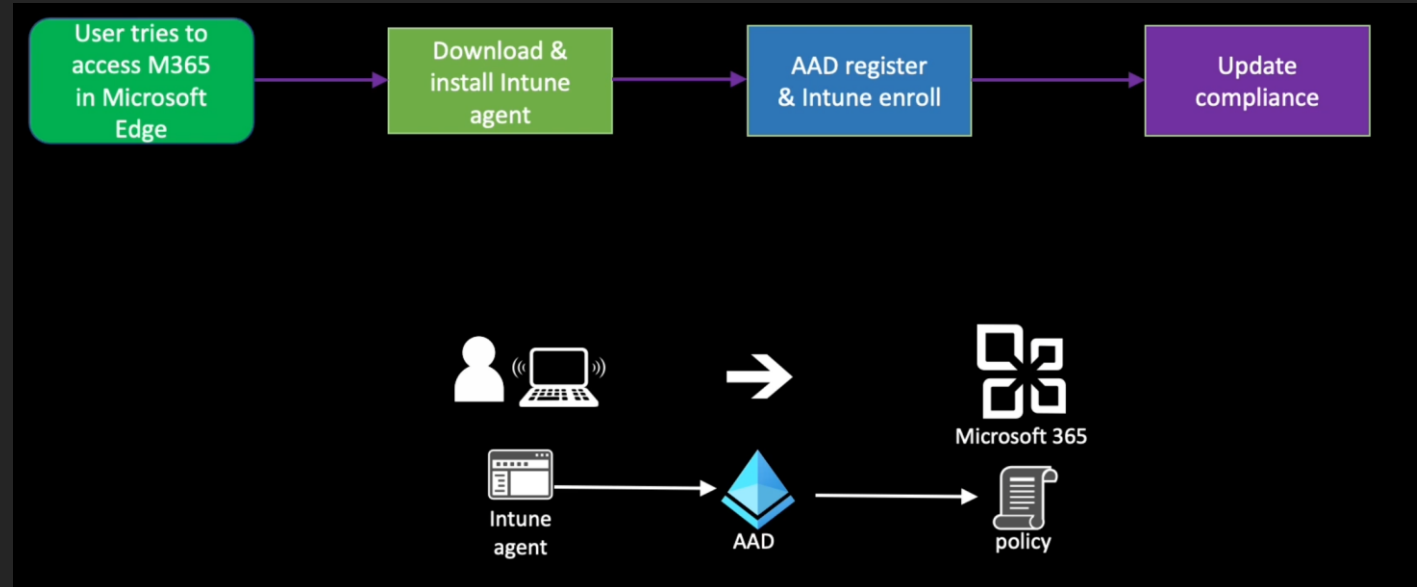 User tries to
access M365
in Microsoft
Edge
Download &
install Intune
agent
AAD register
& Intune enroll
Update
compliance
Microsoft 365
Intune
agent
AAD
policy